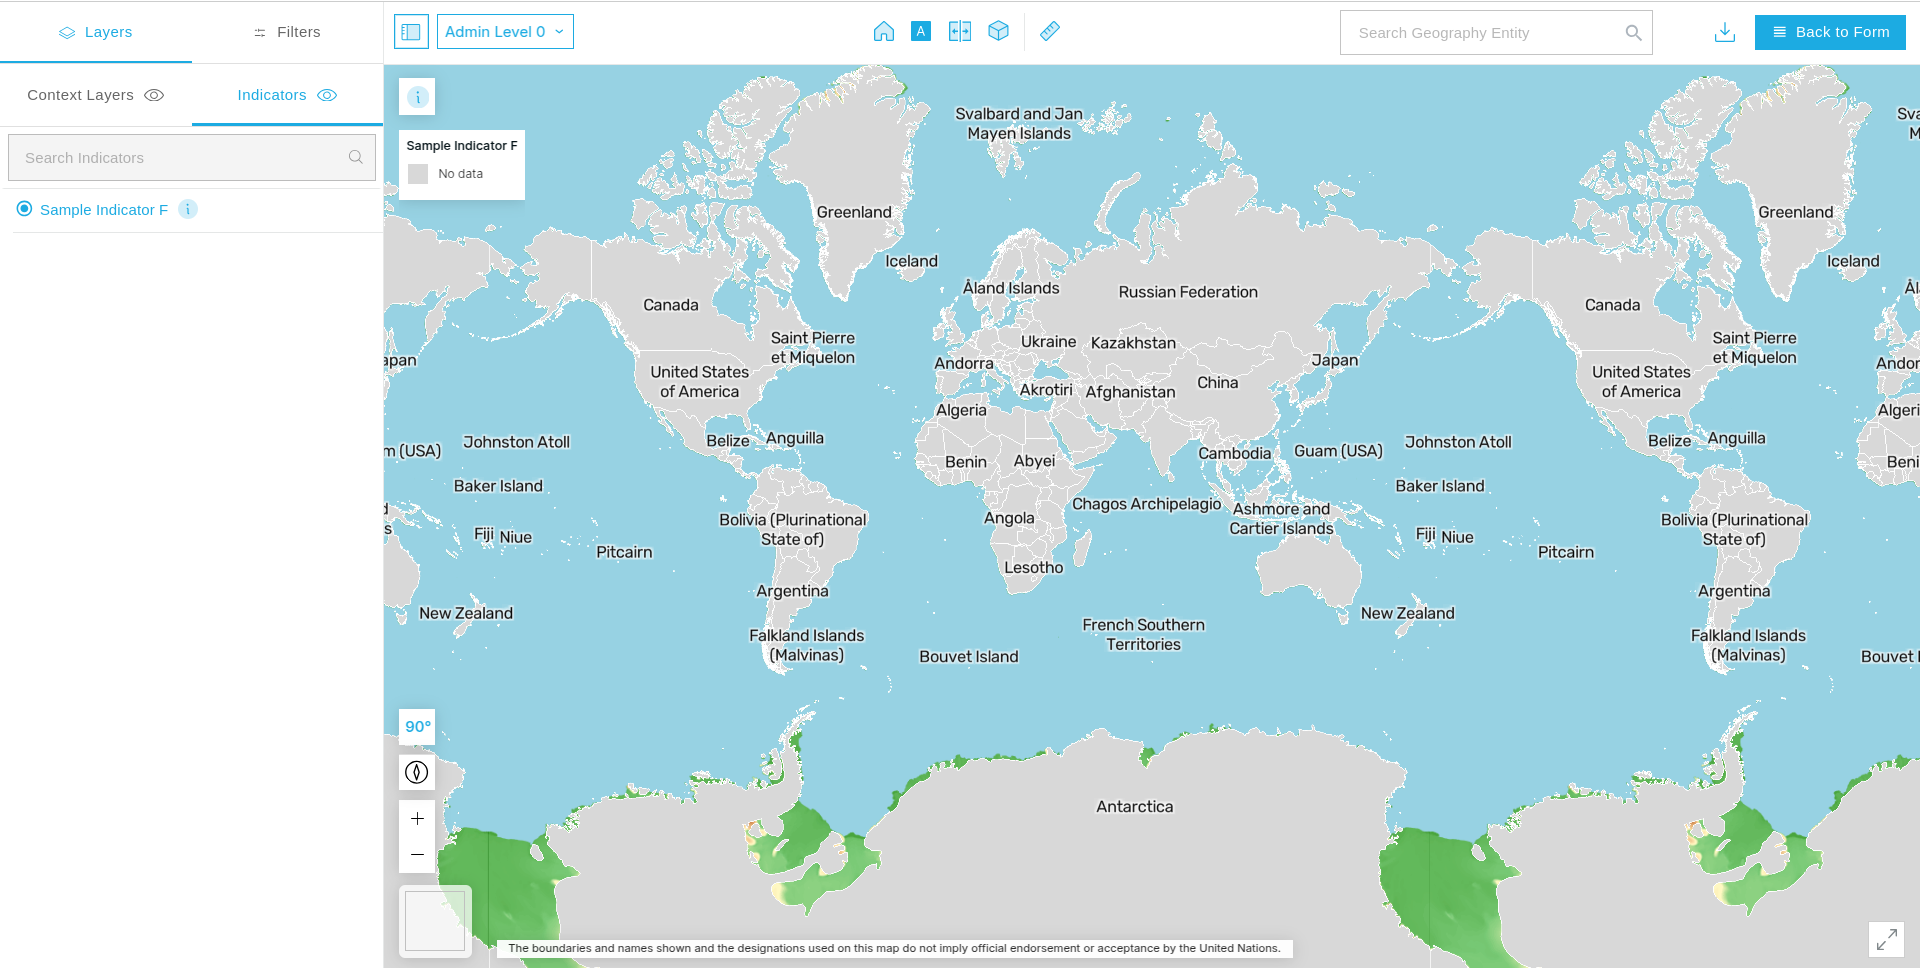 Layers
Filters
Admin Level 0
A
Search Geography Entity
Back to Form
Context Layers
Indicators
Search Indicators
Sample Indicator F
i
i
Sample Indicator F
No data
Svalbard and Jan
Mayen Islands
Greenland
Greenland
Iceland
Iceland
Åland Islands
Russian Federation
Canada
Canada
Saint Pierre
et Miquelon
Saint Pierre
et Miquelon
Ukraine
Kazakhstan
apan
Andorra
Japan
United States
of America
United States
of America
Akrotiri
Afghanistan
China
Algeria
Johnston Atoll
Belize
Anguilla
Johnston Atoll
Belize
Anguilla
m (USA)
Benin
Abyei
Cambodia
Guam (USA)
Baker Island
Baker Island
Chagos Archipelagio
Ashmore and
Cartier Islands
Bolivia (Plurinational
State of)
Bolivia (Plurinational
State of)
Angola
Fiji
Niue
Fiji
Niue
Pitcairn
Pitcairn
Lesotho
Argentina
Argentina
New Zealand
New Zealand
French Southern
Territories
Falkland Islands
(Malvinas)
Falkland Islands
(Malvinas)
Bouvet Island
Bouvet I
90°
Antarctica
+
−
The boundaries and names shown and the designations used on this map do not imply official endorsement or acceptance by the United Nations.